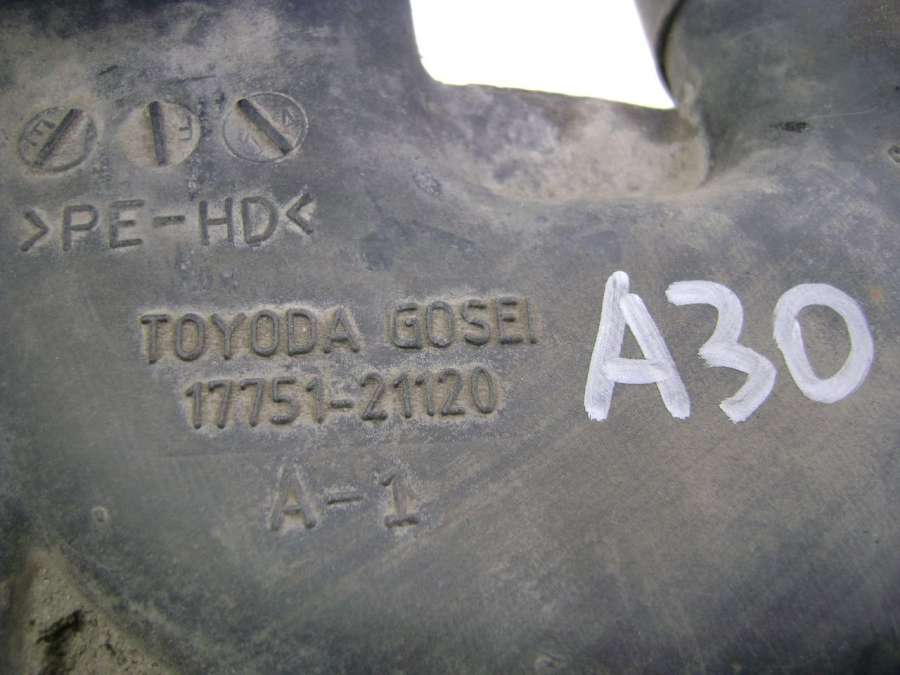 >PE-HD<
TOYODA GOSEI
17751-21120
A-1
A30